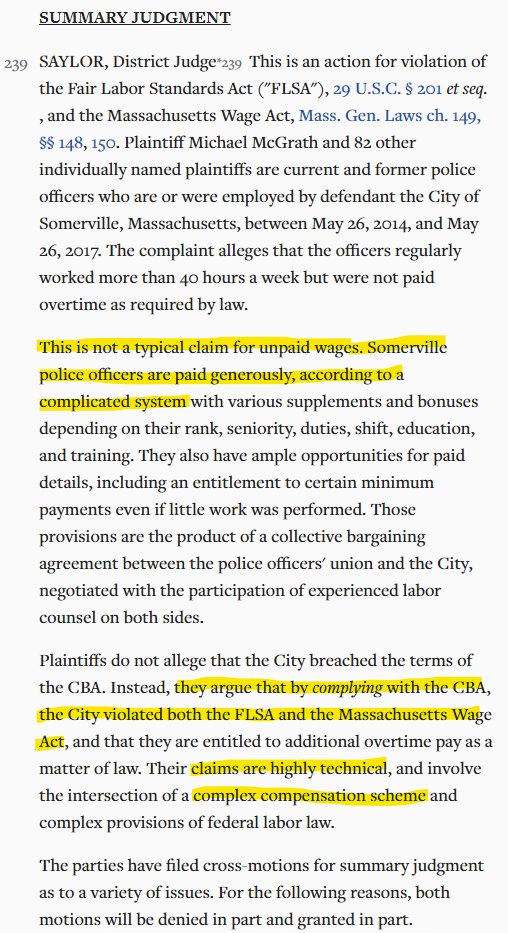 SUMMARY JUDGMENT
239 SAYLOR, District Judge*239 This is an action for violation of
the Fair Labor Standards Act ("FLSA"), 29 U.S.C. § 201 et seq.
, and the Massachusetts Wage Act, Mass. Gen. Laws ch. 149,
§§ 148, 150. Plaintiff Michael McGrath and 82 other
individually named plaintiffs are current and former police
officers who are or were employed by defendant the City of
Somerville, Massachusetts, between May 26, 2014, and May
26, 2017. The complaint alleges that the officers regularly
worked more than 40 hours a week but were not paid
overtime as required by law.
This is not a typical claim for unpaid wages. Somerville
police officers are paid generously, according to a
complicated system with various supplements and bonuses
depending on their rank, seniority, duties, shift, education,
and training. They also have ample opportunities for paid
details, including an entitlement to certain minimum
payments even if little work was performed. Those
provisions are the product of a collective bargaining
agreement between the police officers' union and the City,
negotiated with the participation of experienced labor
counsel on both sides.
Plaintiffs do not allege that the City breached the terms of
the CBA. Instead, they argue that by complying with the CBA,
the City violated both the FLSA and the Massachusetts Wage
Act, and that they are entitled to additional overtime pay as a
matter of law. Their claims are highly technical, and involve
the intersection of a complex compensation scheme and
complex provisions of federal labor law.
The parties have filed cross-motions for summary judgment
as to a variety of issues. For the following reasons, both
motions will be denied in part and granted in part.